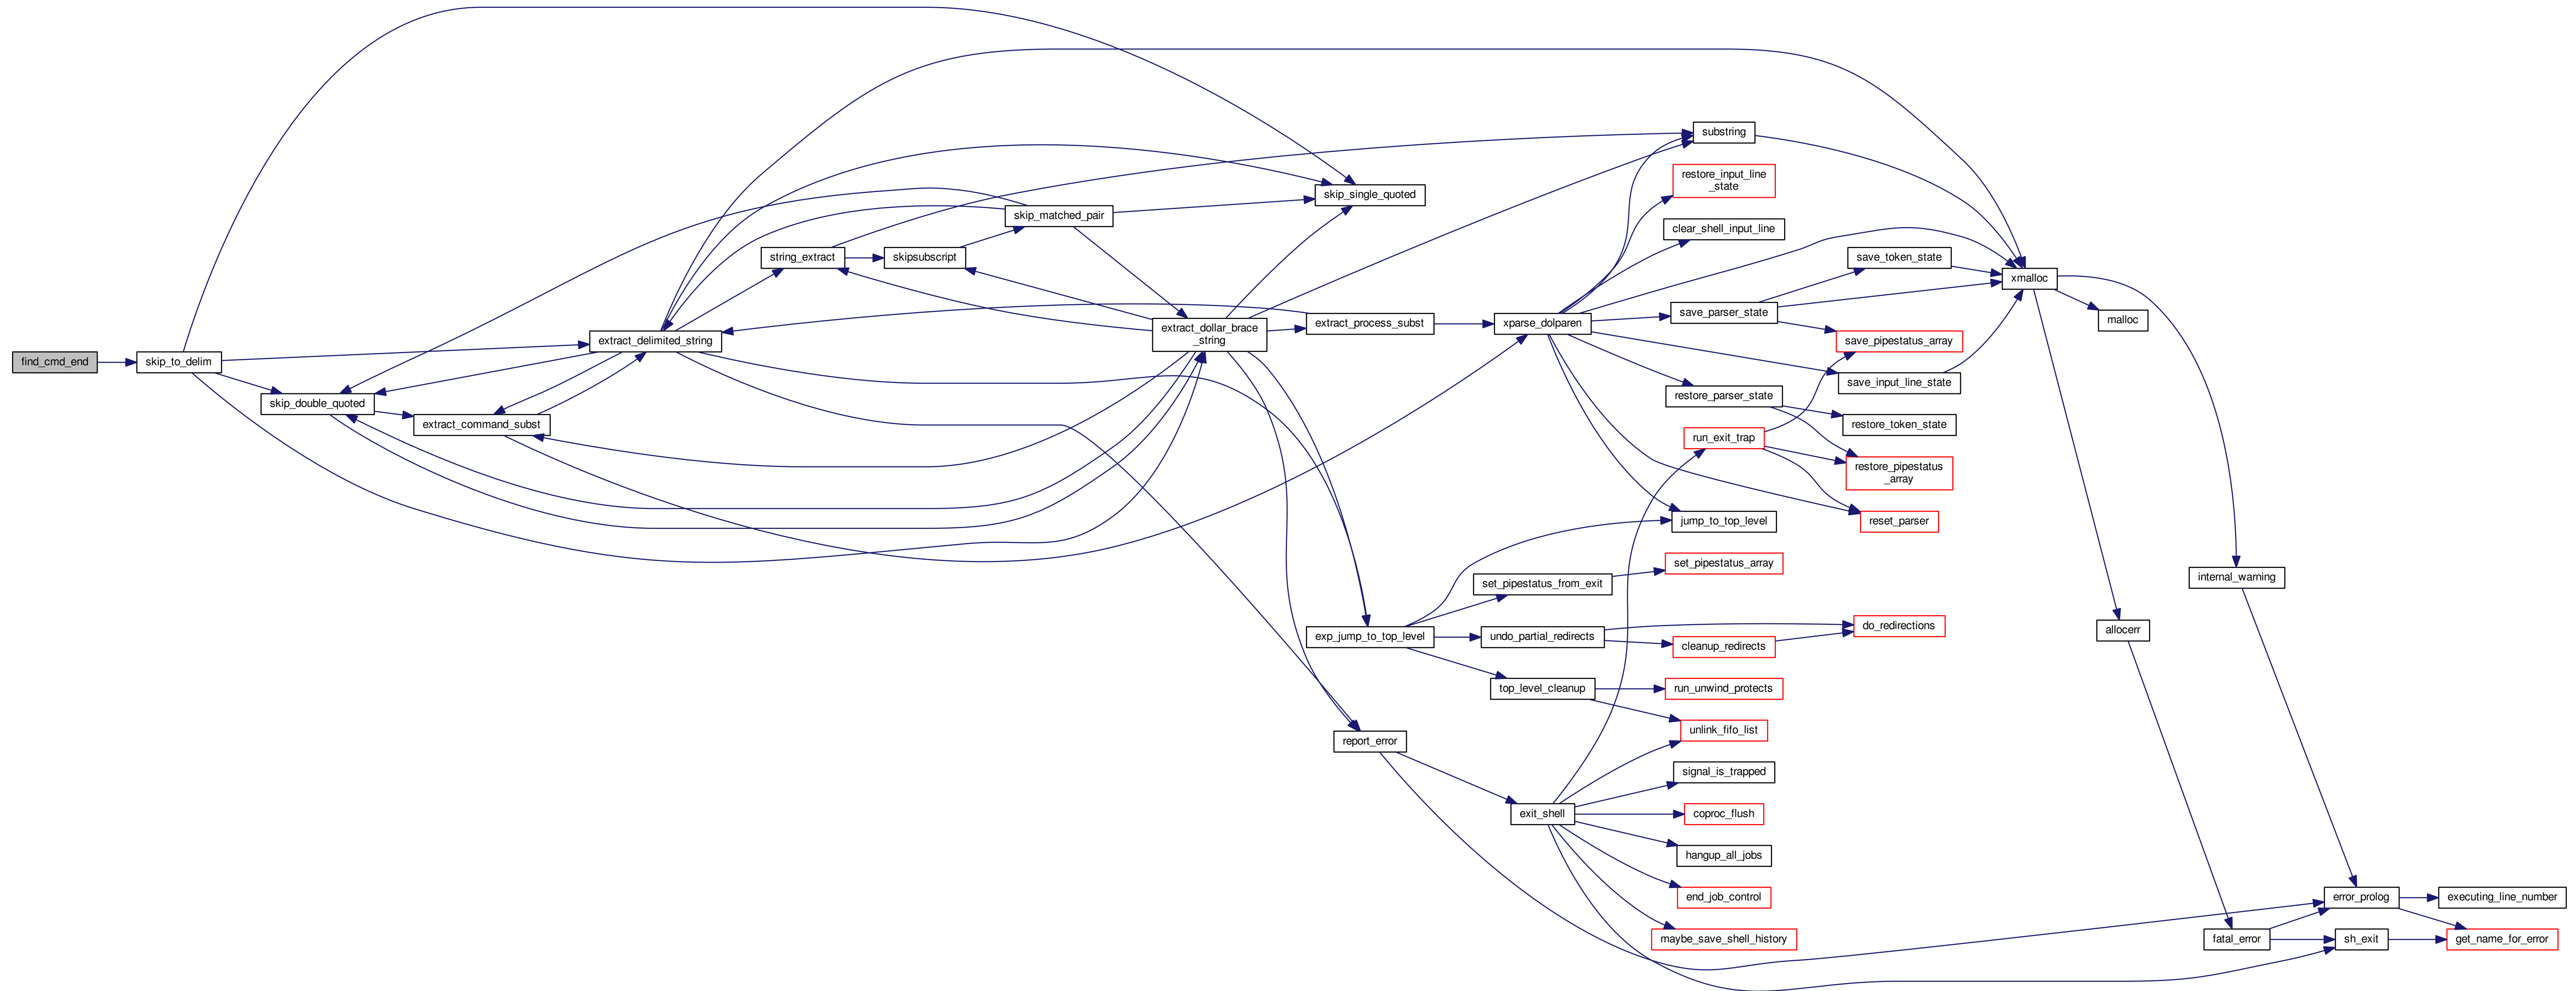 find_cmd_end
skip_to_delim
skip_double_quoted
extract_command_subst
extract_delimited_string
string_extract
skipsubscript
skip_matched_pair
extract_dollar_brace
_string
skip_single_quoted
extract_process_subst
exp_jump_to_top_level
report_error
xparse_dolparen
set_pipestatus_from_exit
undo_partial_redirects
top_level_cleanup
exit_shell
substring
restore_input_line
_state
clear_shell_input_line
save_parser_state
restore_parser_state
run_exit_trap
jump_to_top_level
set_pipestatus_array
cleanup_redirects
run_unwind_protects
unlink_fifo_list
signal_is_trapped
coproc_flush
hangup_all_jobs
end_job_control
maybe_save_shell_history
save_token_state
save_pipestatus_array
save_input_line_state
restore_token_state
restore_pipestatus
_array
reset_parser
do_redirections
xmalloc
malloc
internal_warning
allocerr
fatal_error
error_prolog
sh_exit
executing_line_number
get_name_for_error